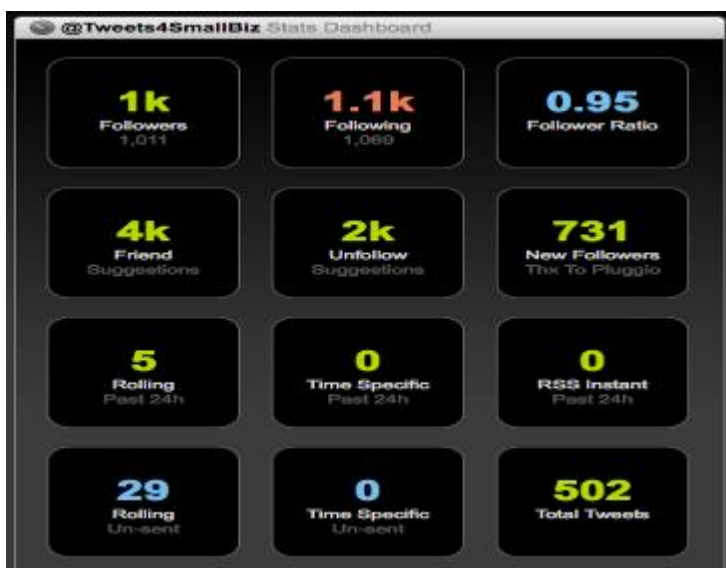 @Tweets4SmallBiz Stats Dashboard
1k
Followers
1,011
1.1k
Following
1,069
0.95
Follower Ratio
4k
Friend
Suggestions
2k
Unfollow
Suggestions
731
New Followers
Thx To Pluggio
5
Rolling
Past 24h
0
Time Specific
Past 24h
0
RSS Instant
Past 24h
29
Rolling
Un-sent
0
Time Specific
Un-sent
502
Total Tweets